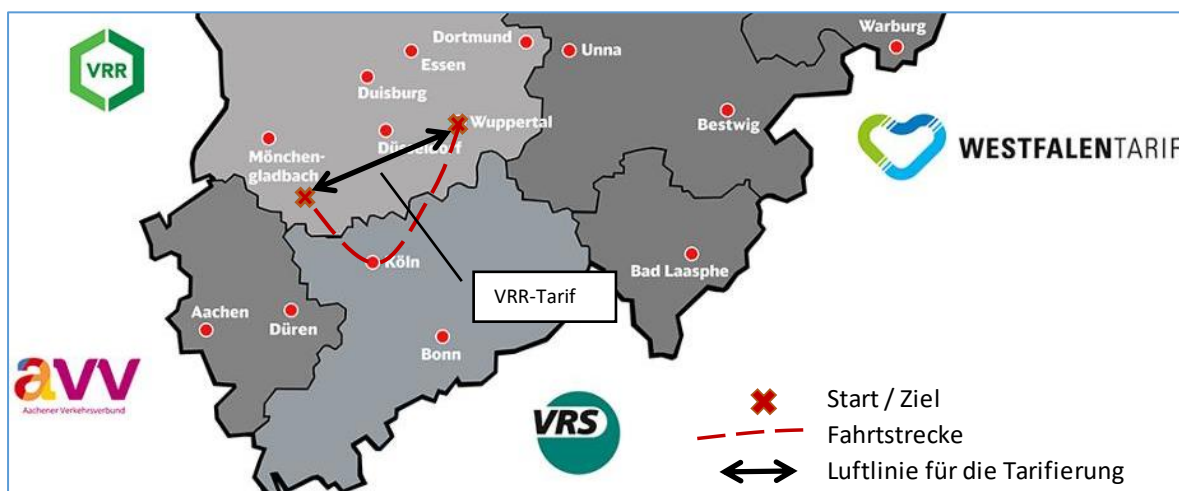 VRR
Dortmund
Essen
Unna
Warburg
Duisburg
Wuppertal
Bestwig
Düsseldorf
Mönchen-
gladbach
WESTFALENTARIF
Köln
VRR-Tarif
Bad Laasphe
Aachen
Düren
Bonn
avv
Aachener Verkehrsverbund
VRS
Start / Ziel
Fahrtstrecke
Luftlinie für die Tarifierung